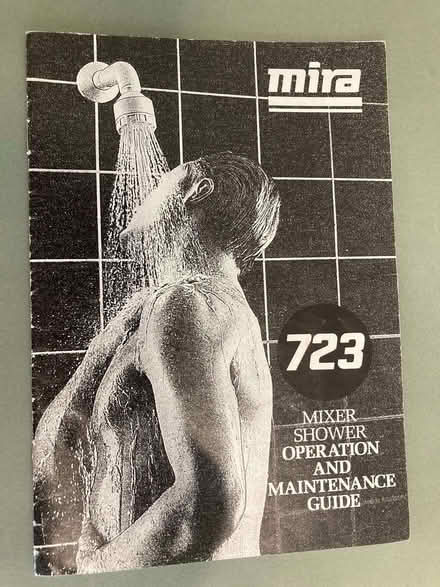 mira
723
MIXER
SHOWER
OPERATION
AND
MAINTENANCE
GUIDE